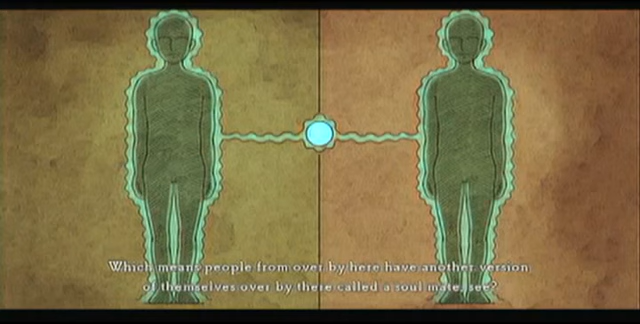 Which means people from over by here have another version
of themselves over by there called a soul mate, see?